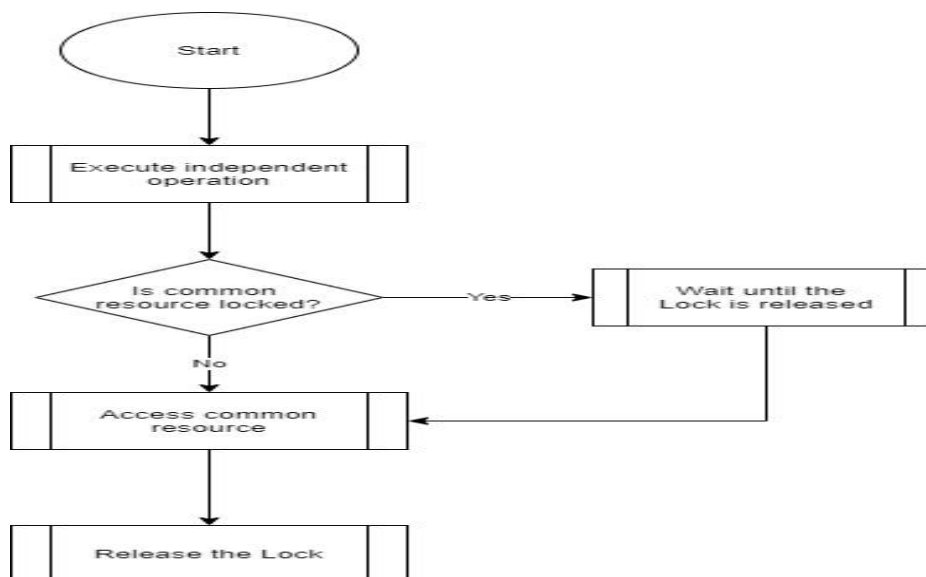 Start
Execute independent
operation
Is common
resource locked?
Yes
Wait until the
Lock is released
No
Access common
resource
Release the Lock